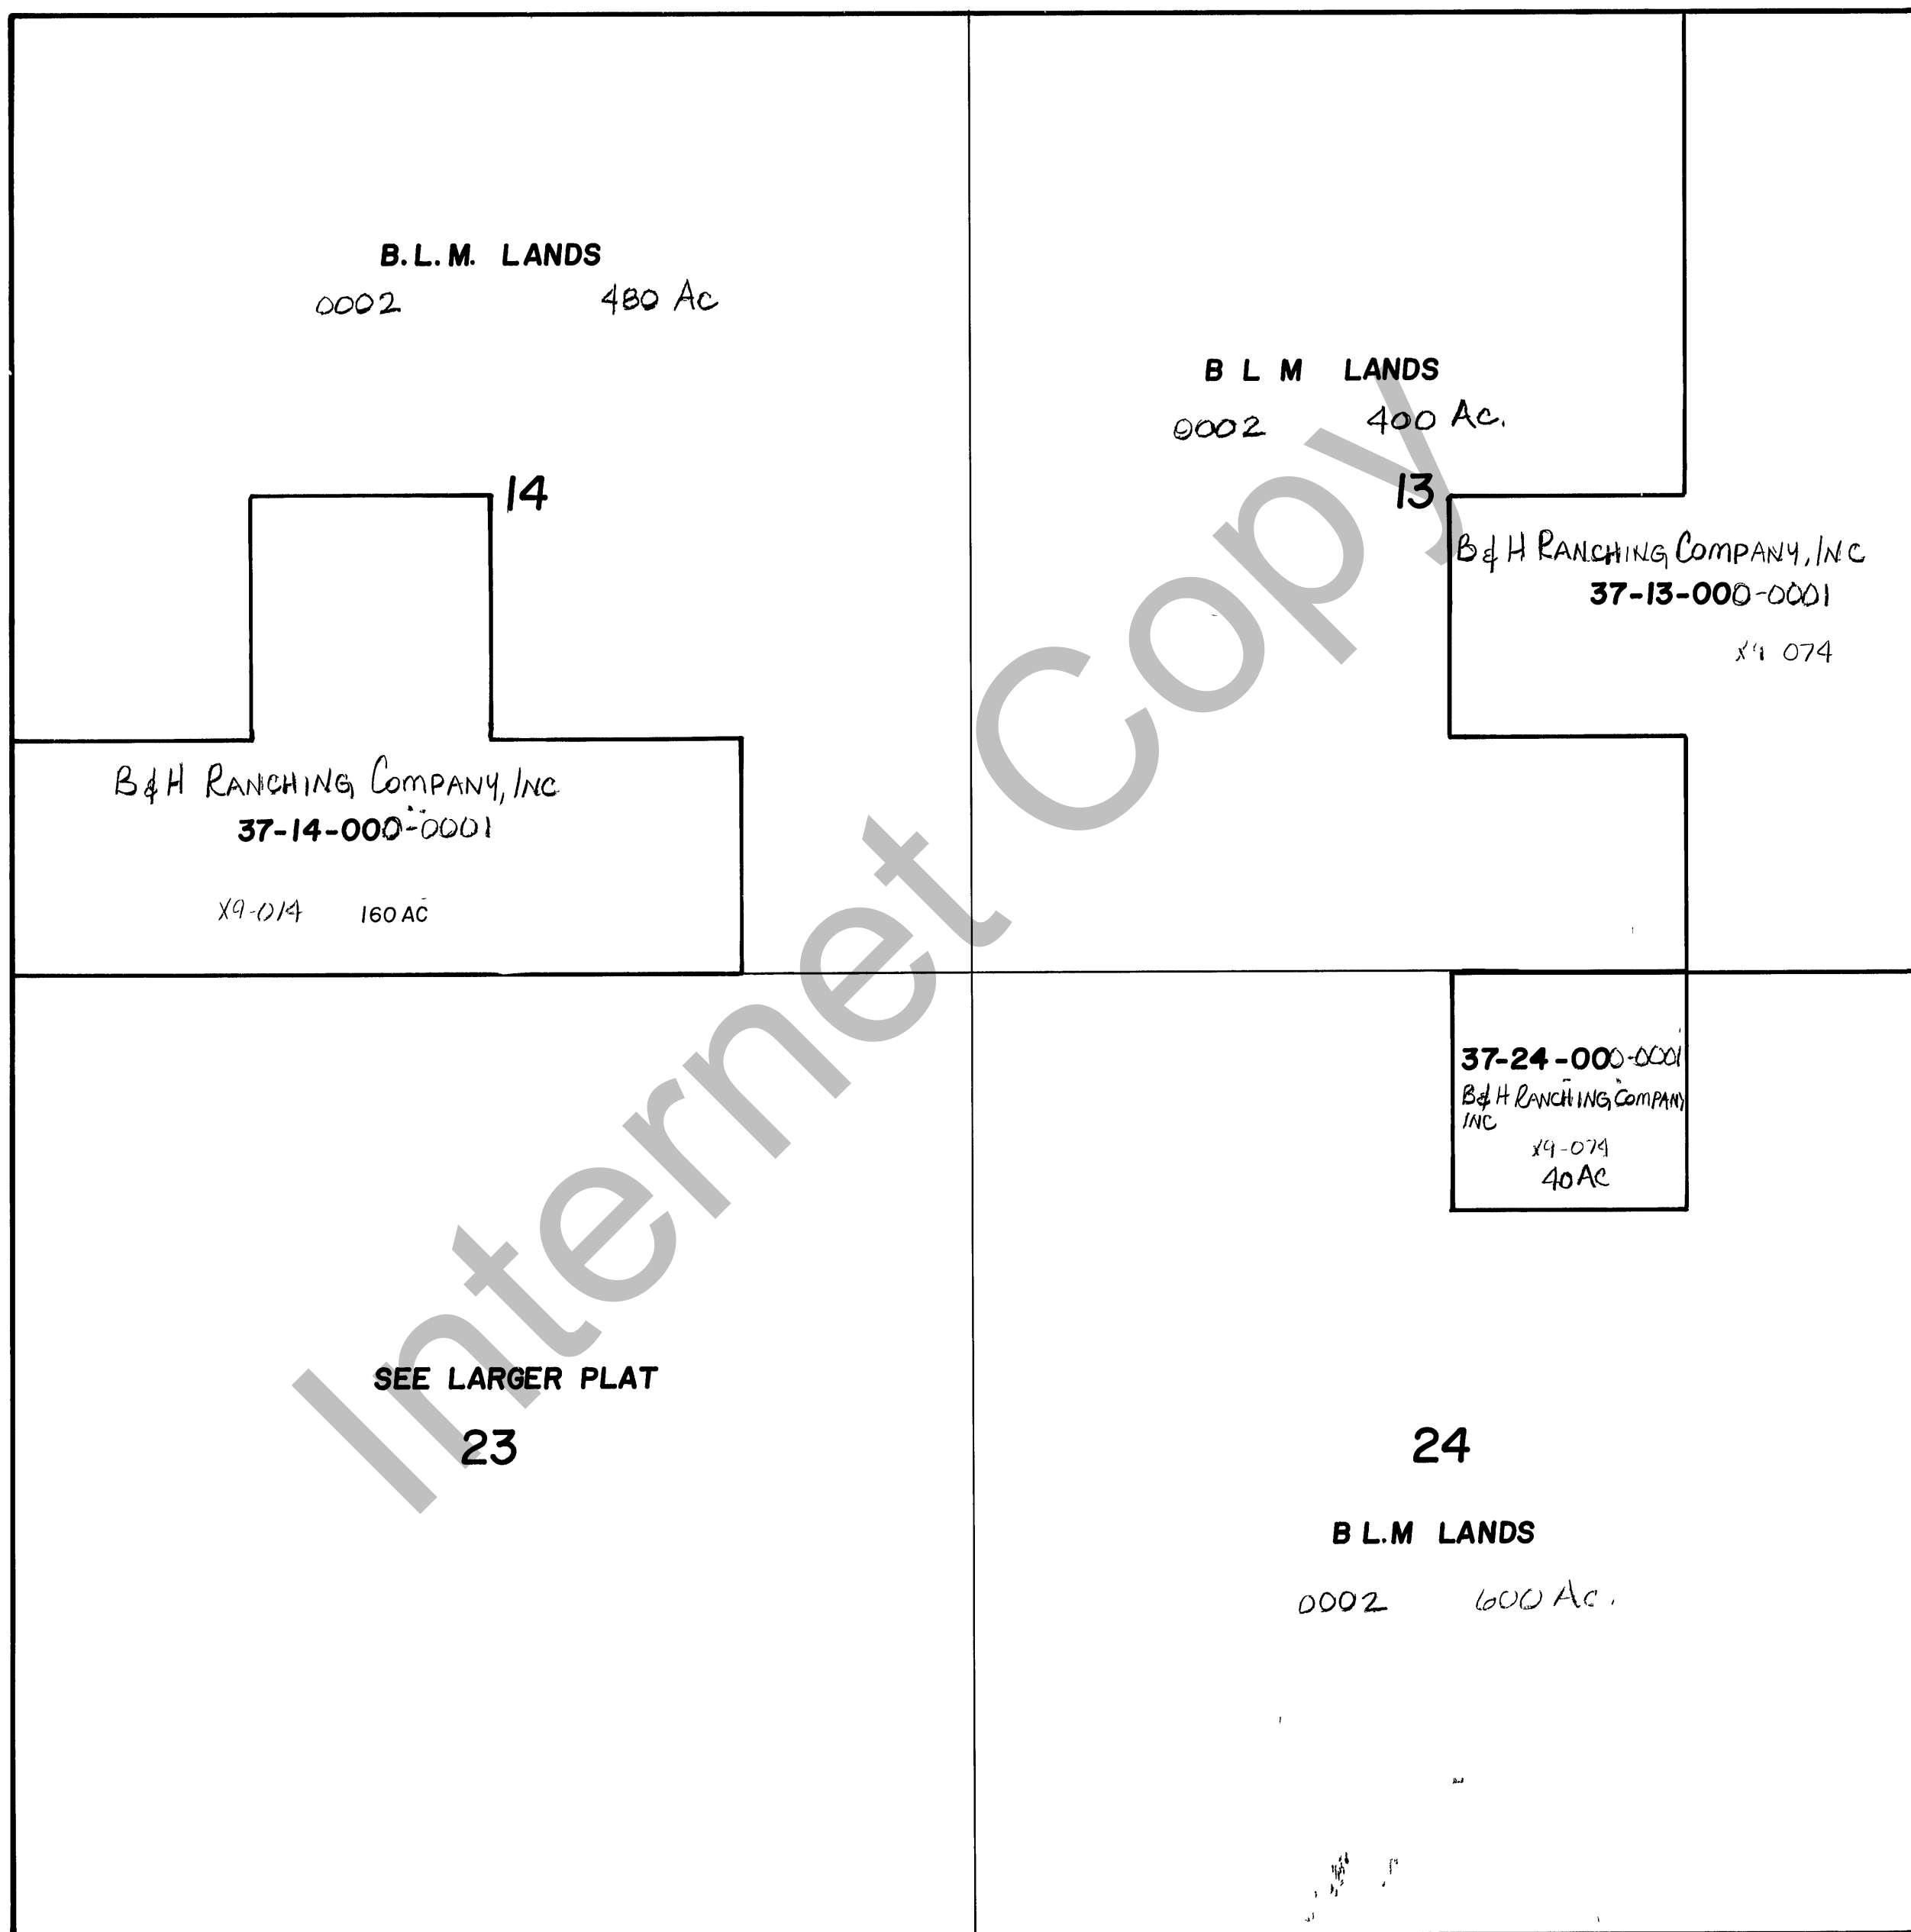 B.L.M. LANDS
0002 480 Ac
14
B&H RANCHING COMPANY, INC
37-14-000-0001
X9-014 160 AC
B L M LANDS
0002 400 Ac.
13
B&H RANCHING COMPANY, INC
37-13-000-0001
074
37-24-000-0001
B&H RANCHING COMPANY
INC
X9-074
40 AC
SEE LARGER PLAT
23
24
B L.M LANDS
0002 600 Ac.
Internet Copy